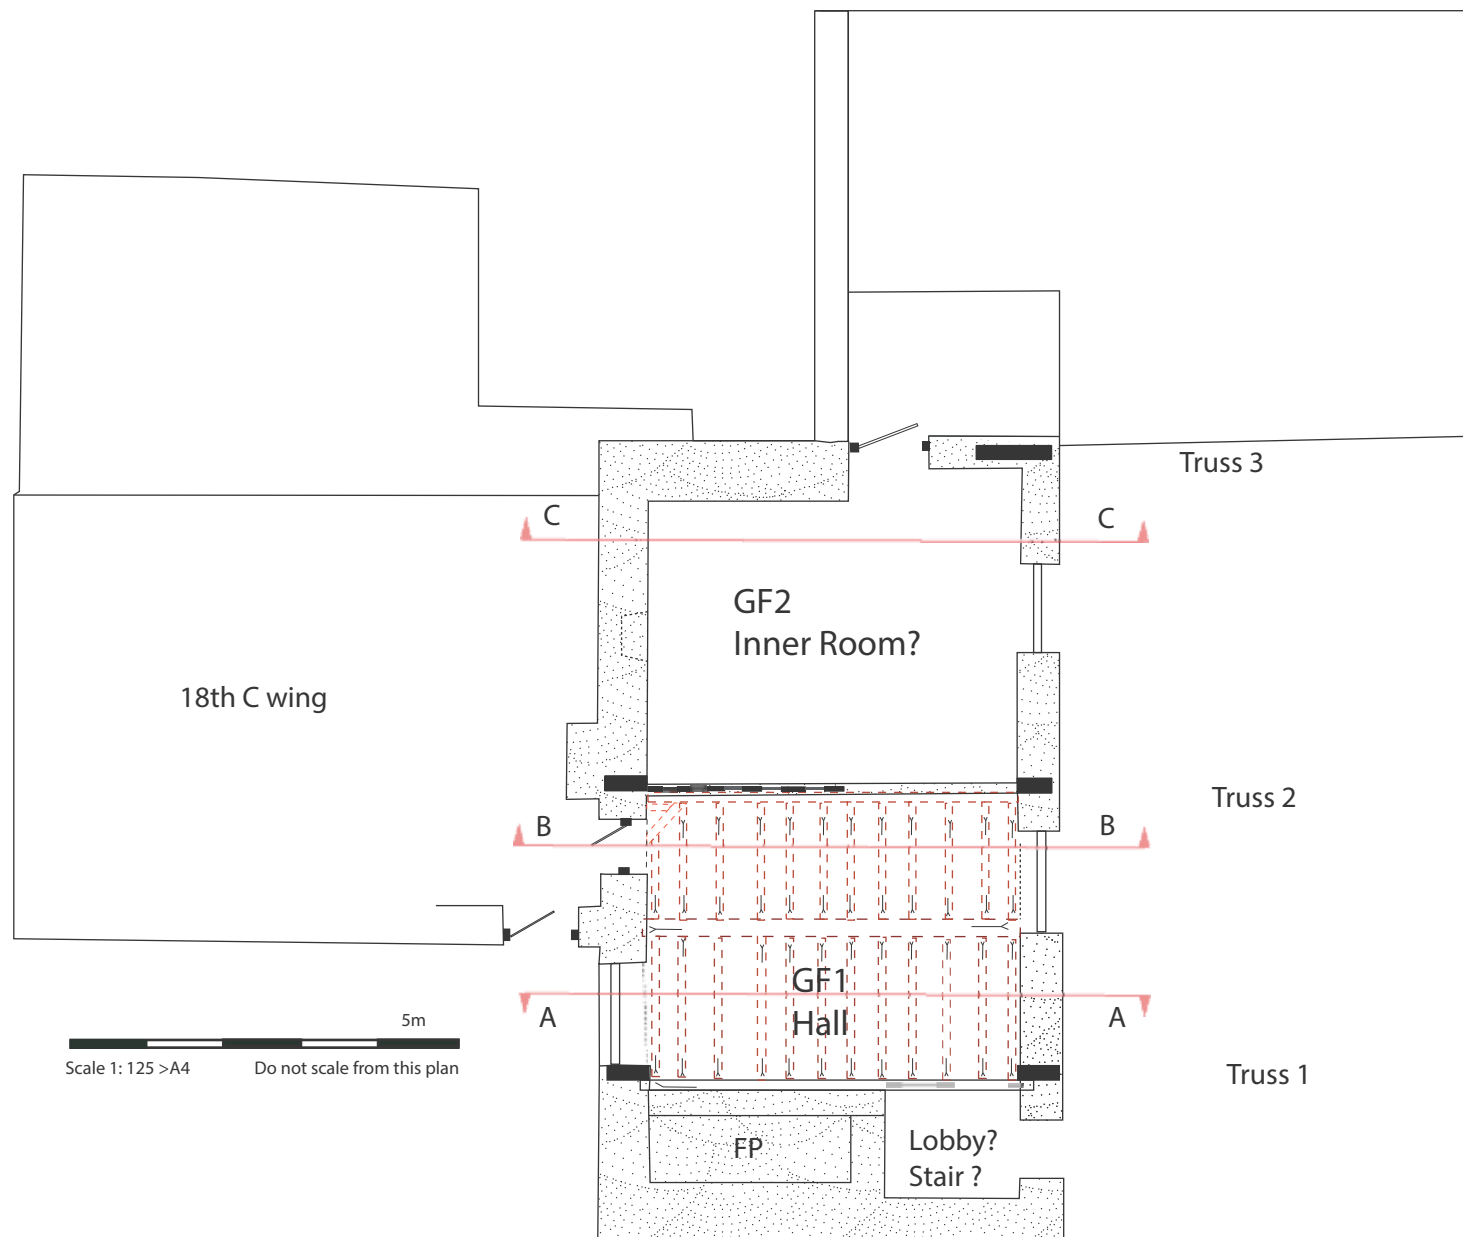 Truss 3
C
C
GF2
Inner Room?
18th C wing
Truss 2
B
B
GF1
Hall
A
A
5m
Scale 1: 125 >A4
Do not scale from this plan
Truss 1
FP
Lobby?
Stair ?